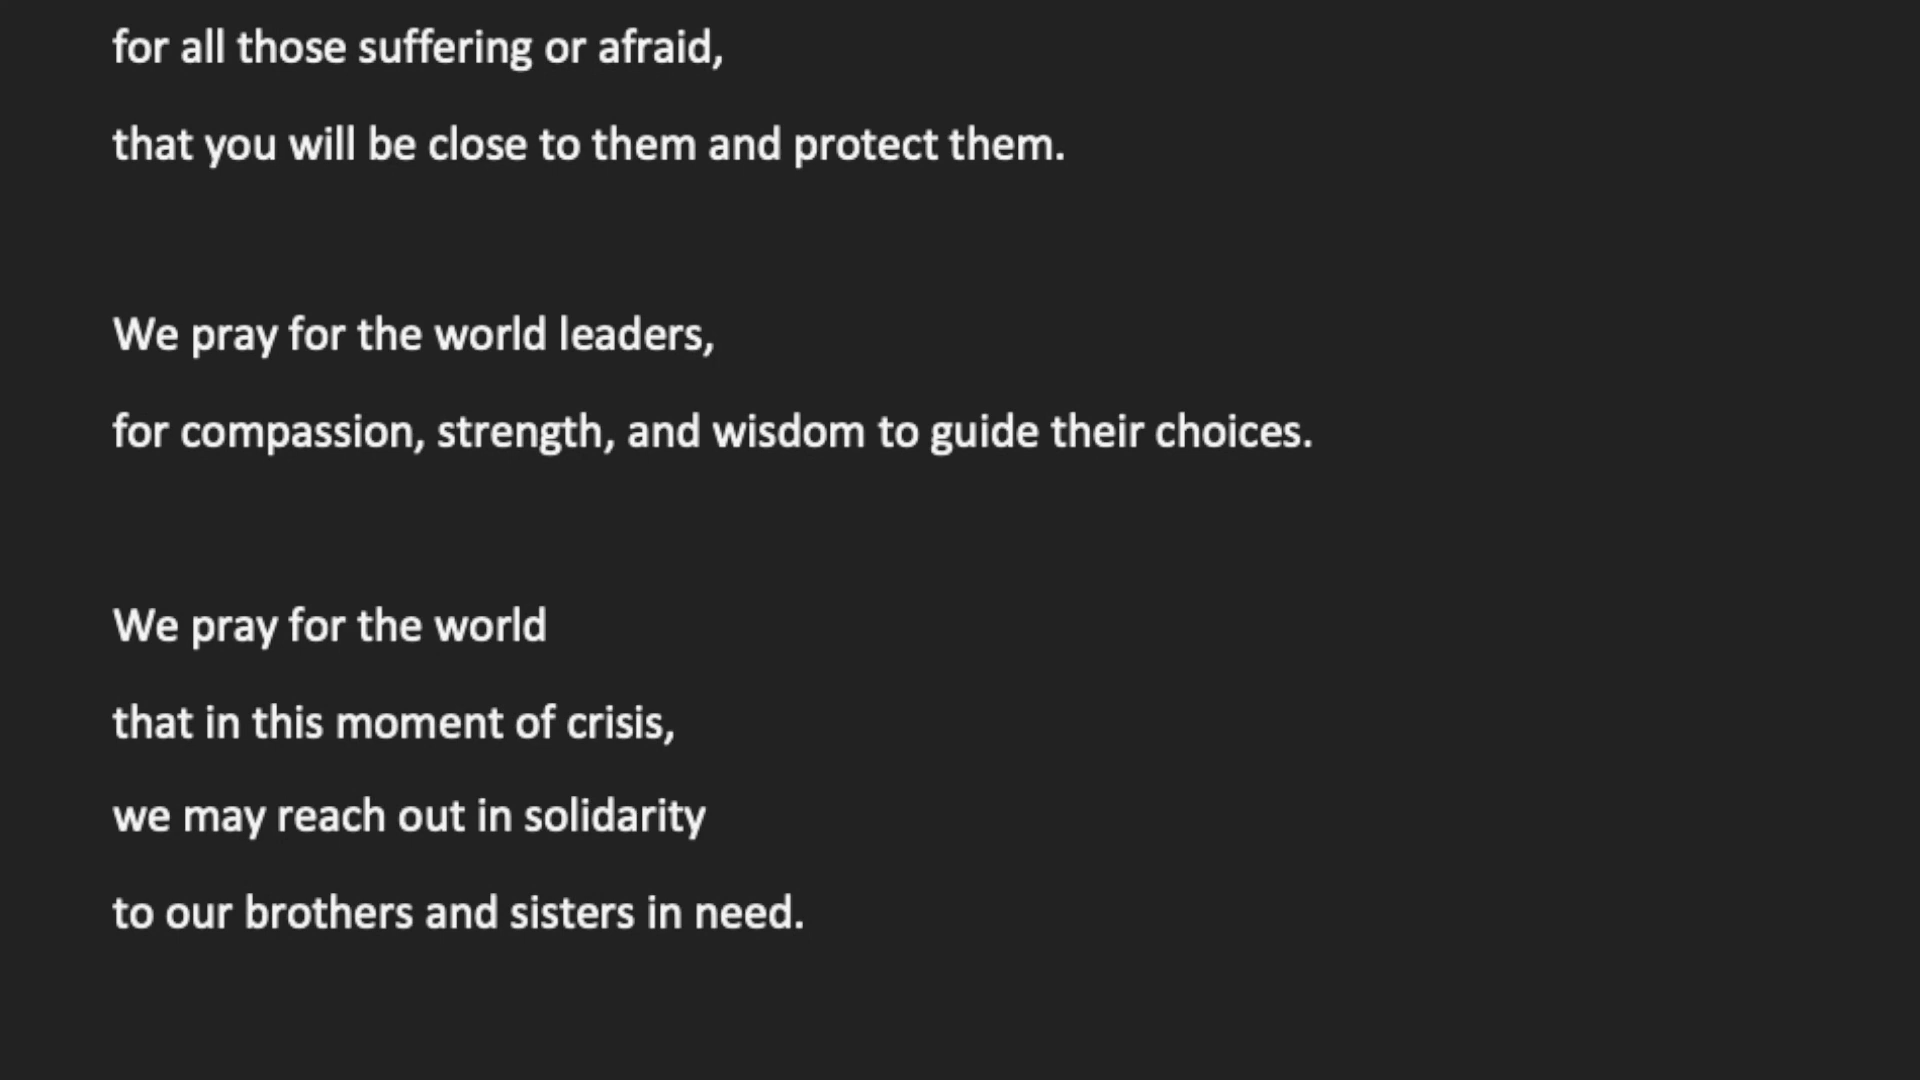 for all those suffering or afraid,
that you will be close to them and protect them.
We pray for the world leaders,
for compassion, strength, and wisdom to guide their choices.
We pray for the world
that in this moment of crisis,
we may reach out in solidarity
to our brothers and sisters in need.